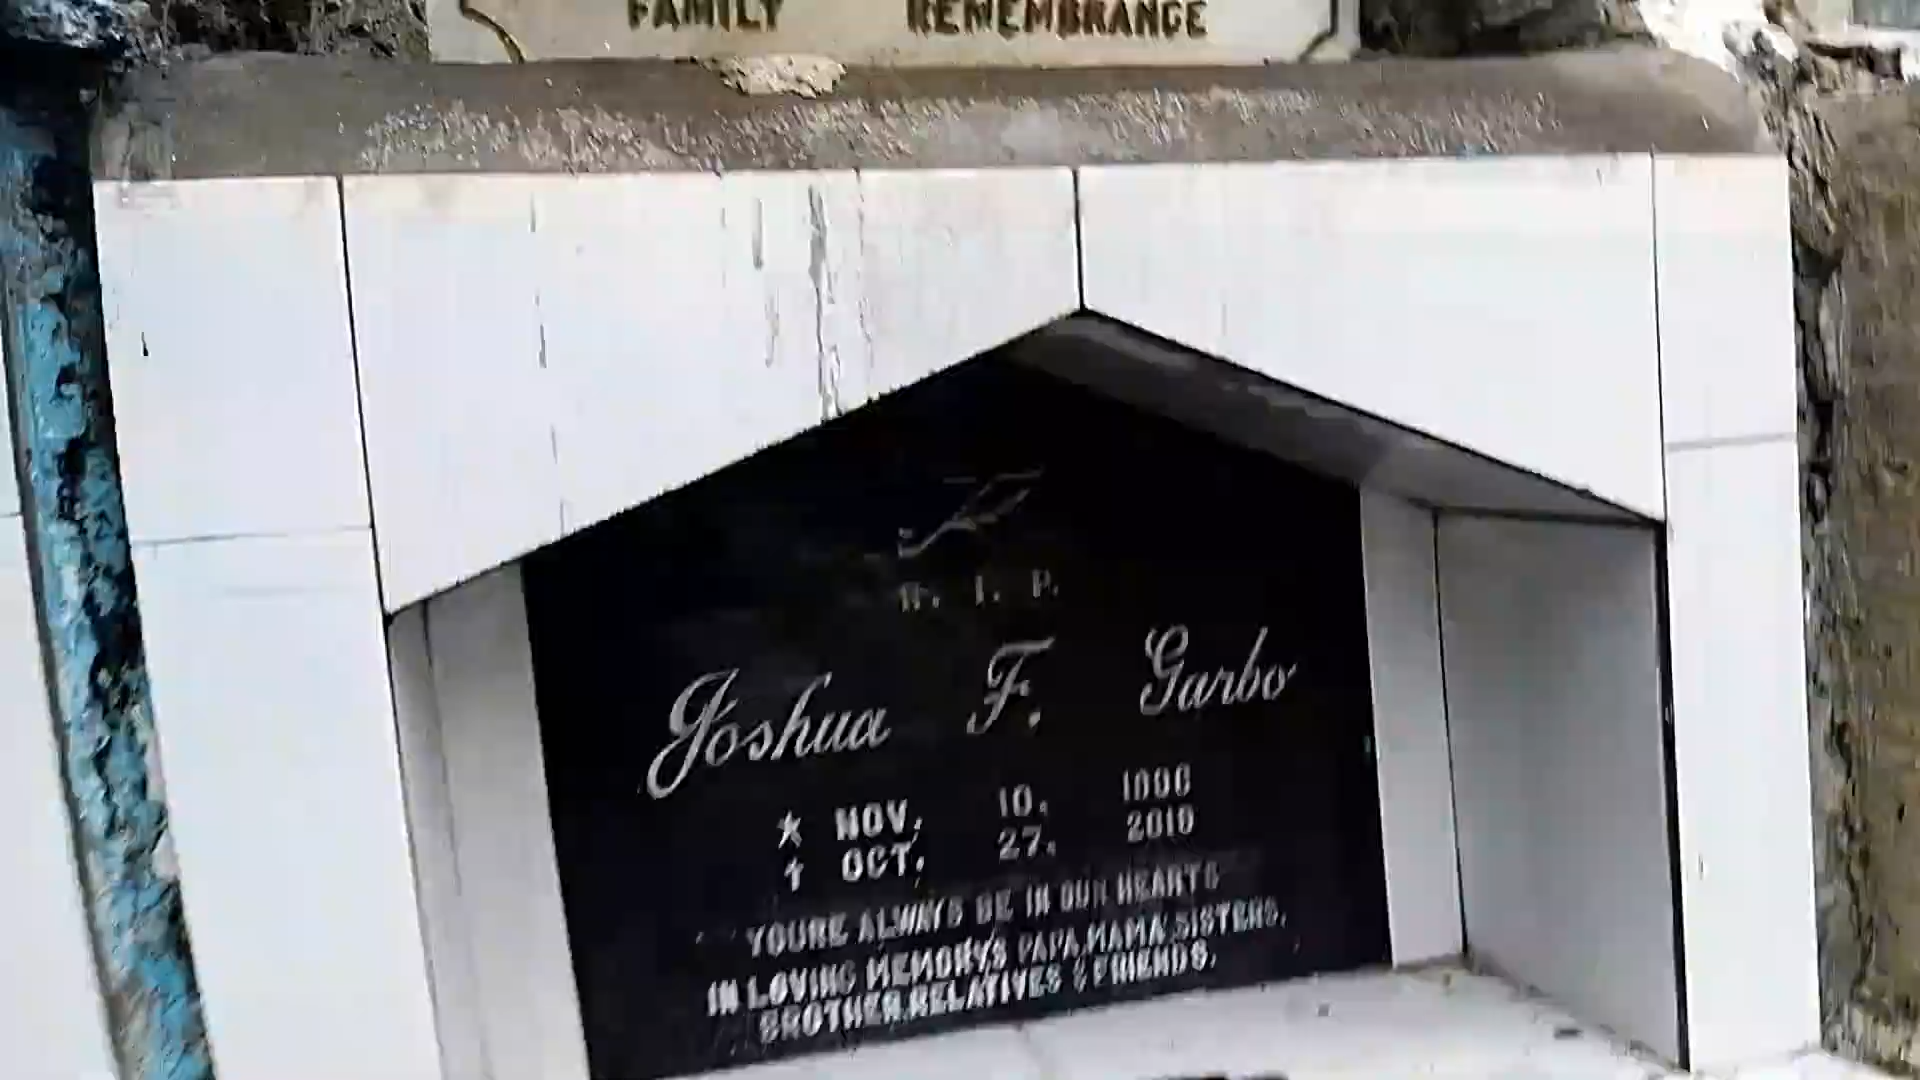 FAMILY REMEMBRANCE
R. I. P.
Joshua F. Garbo
★ NOV. 10,
✝ OCT. 27,
YOURE ALWAYS BE IN OUR HEARTS
IN LOVING MEMORYS PAPA,MAMA SISTERS,
BROTHER,RELATIVES & FRIENDS.